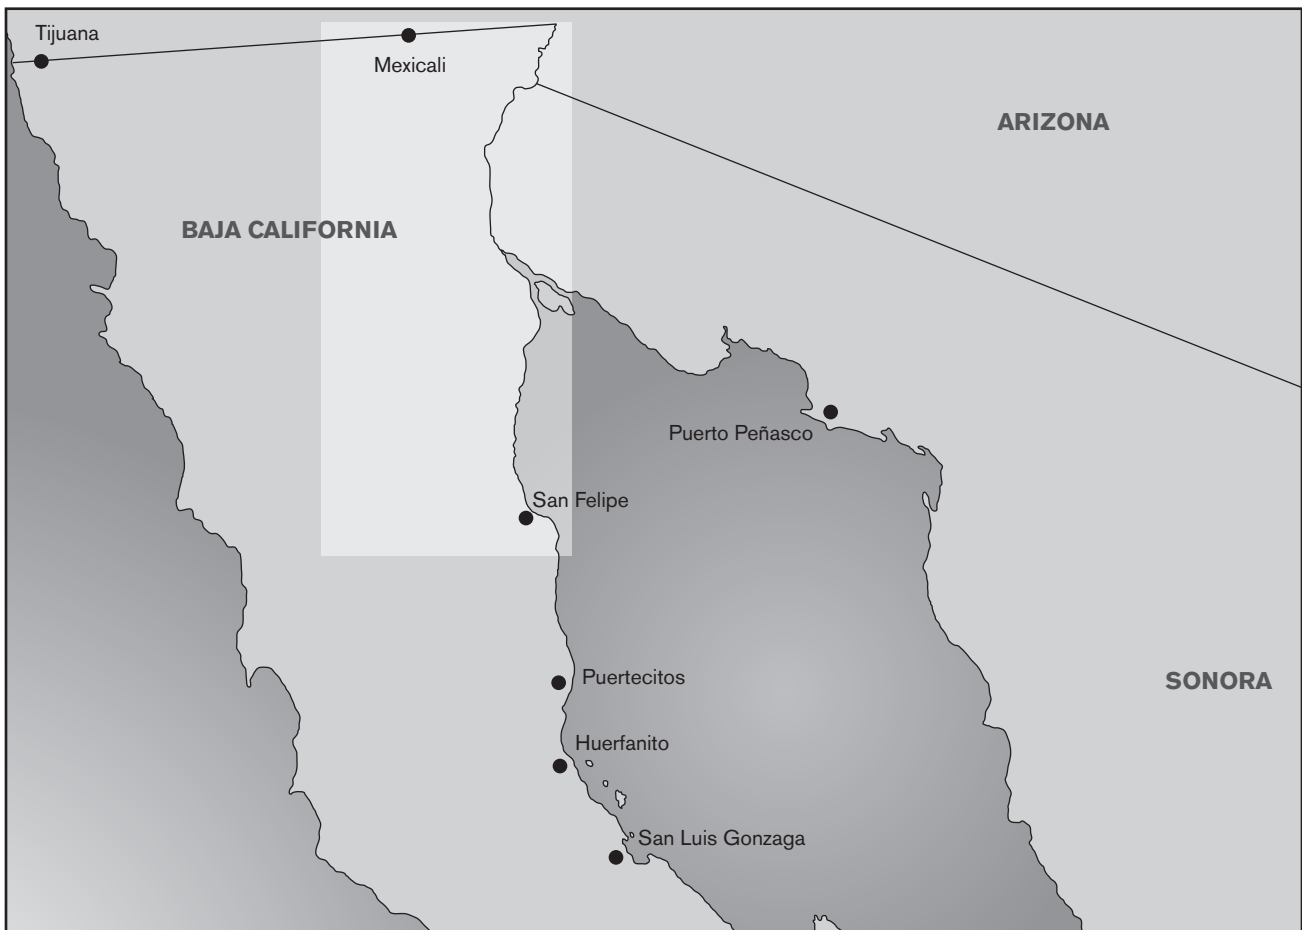 Tijuana
Mexicali
ARIZONA
BAJA CALIFORNIA
Puerto Peñasco
San Felipe
Puertecitos
SONORA
Huerfanito
San Luis Gonzaga